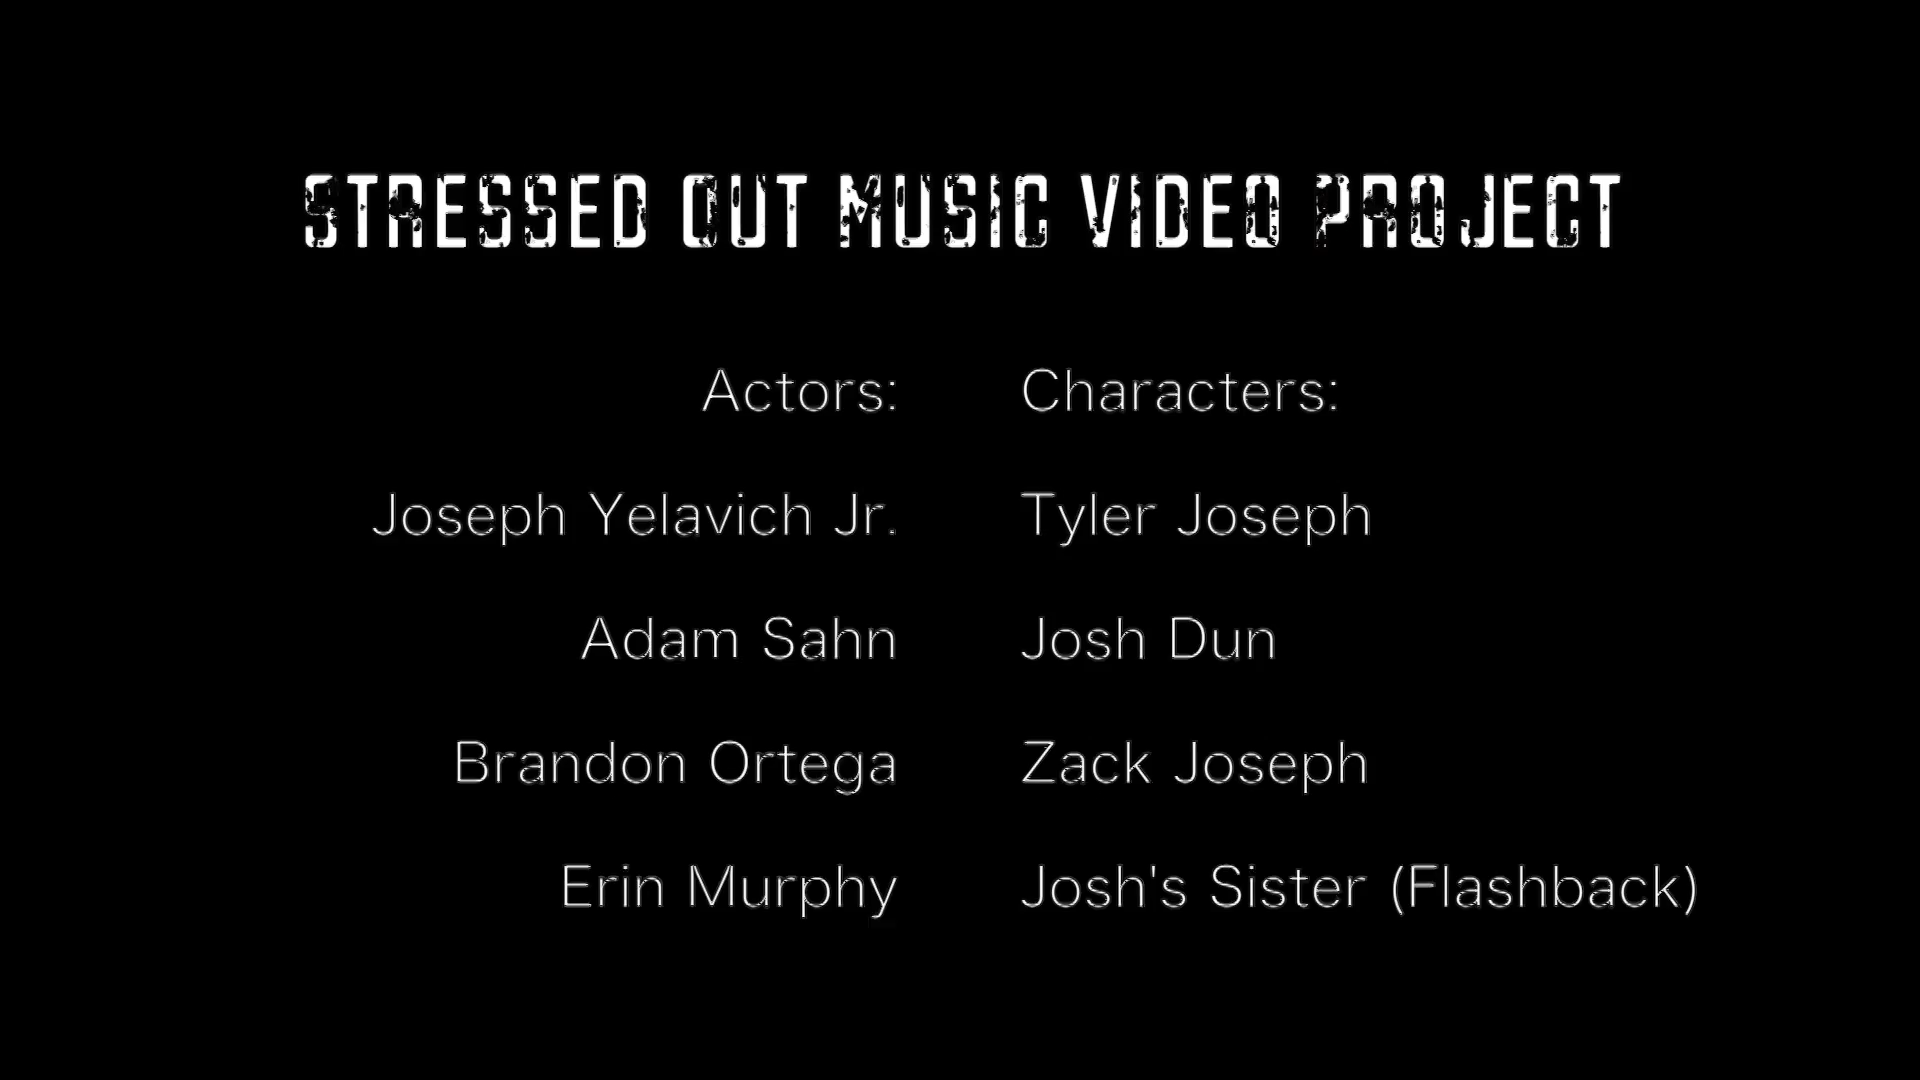 STRESSED OUT MUSIC VIDEO PROJECT
Actors: Characters:
Joseph Yelavich Jr. Tyler Joseph
Adam Sahn Josh Dun
Brandon Ortega Zack Joseph
Erin Murphy Josh's Sister (Flashback)